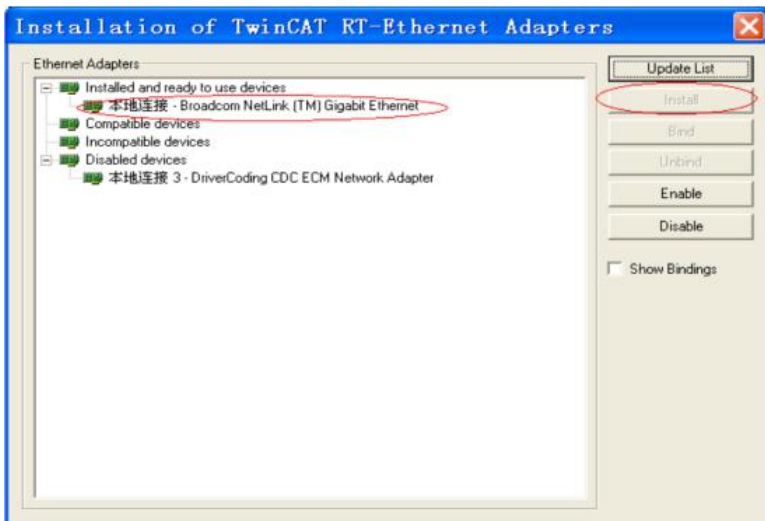 Installation of TwinCAT RT-Ethernet Adapters
Ethernet Adapters
Installed and ready to use devices
本地连接 - Broadcom NetLink (TM) Gigabit Ethernet
Compatible devices
Incompatible devices
Disabled devices
本地连接 3 - DriverCoding CDC ECM Network Adapter
Update List
Install
Bind
Unbind
Enable
Disable
Show Bindings